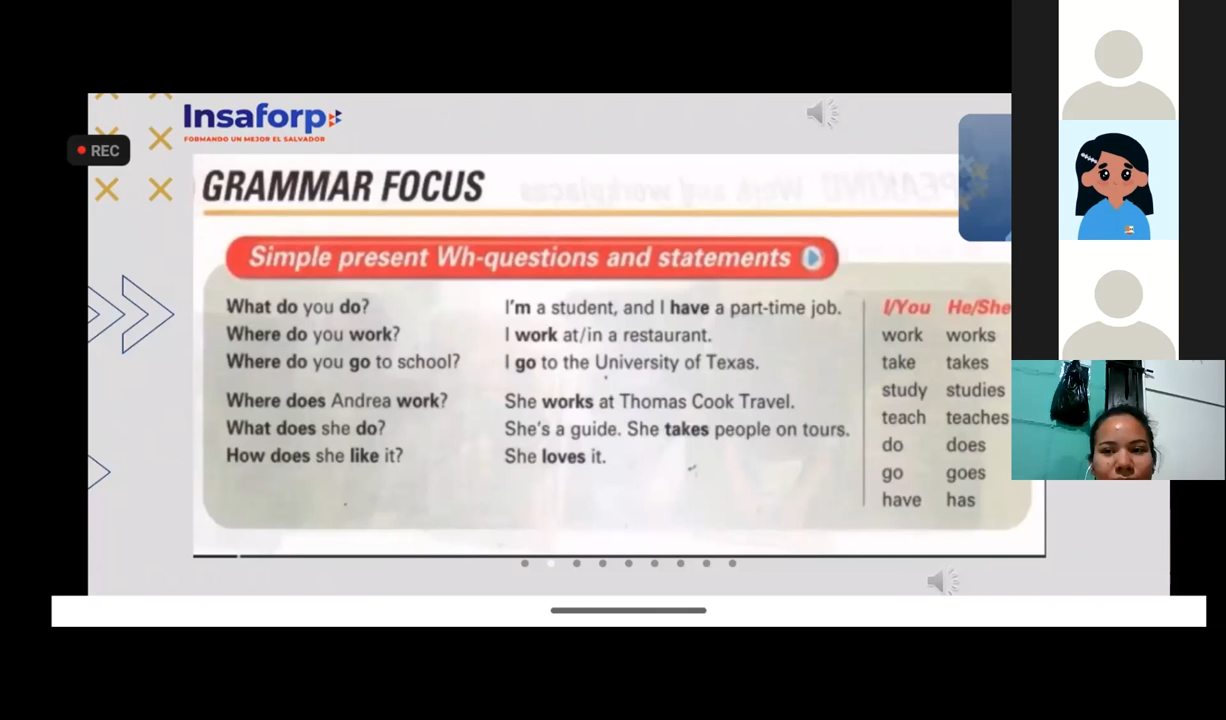 Insaforp
FORMANDO UN MEJOR EL SALVADOR
REC
GRAMMAR FOCUS
Simple present Wh-questions and statements
What do you do? I'm a student, and I have a part-time job.
Where do you work? I work at/in a restaurant.
Where do you go to school? I go to the University of Texas.
Where does Andrea work? She works at Thomas Cook Travel.
What does she do? She's a guide. She takes people on tours.
How does she like it? She loves it.
I/You He/She
work works
take takes
study studies
teach teaches
do does
go goes
have has